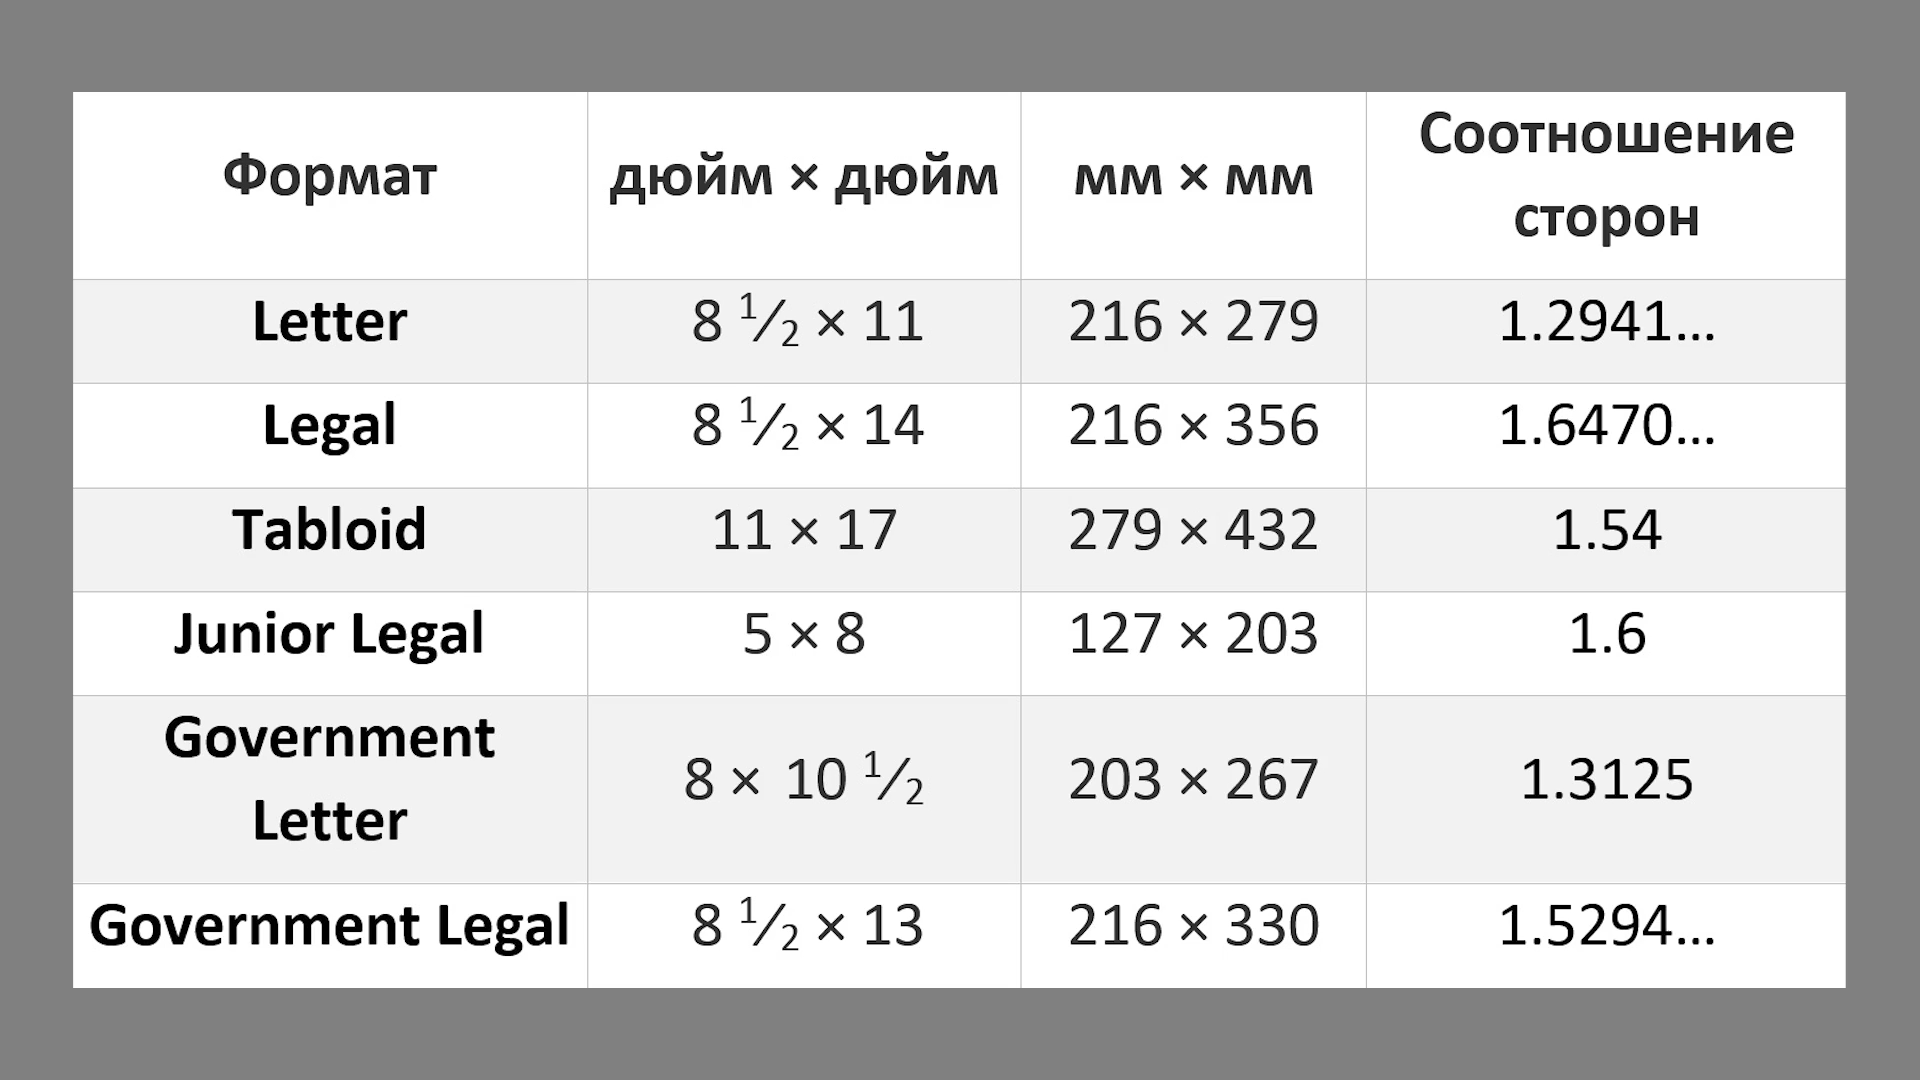 Формат дюйм × дюйм мм × мм Соотношение сторон
Letter 8 1⁄2 × 11 216 × 279 1.2941...
Legal 8 1⁄2 × 14 216 × 356 1.6470...
Tabloid 11 × 17 279 × 432 1.54
Junior Legal 5 × 8 127 × 203 1.6
Government Letter 8 × 10 1⁄2 203 × 267 1.3125
Government Legal 8 1⁄2 × 13 216 × 330 1.5294...